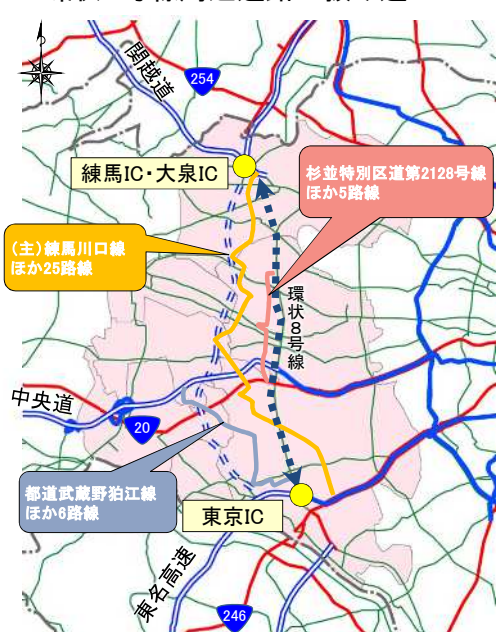 関越道
254
練馬IC・大泉IC
杉並特別区道第2128号線
ほか5路線
(主)練馬川口線
ほか25路線
環状8号線
中央道
20
都道武蔵野狛江線
ほか6路線
東京IC
東名高速
246